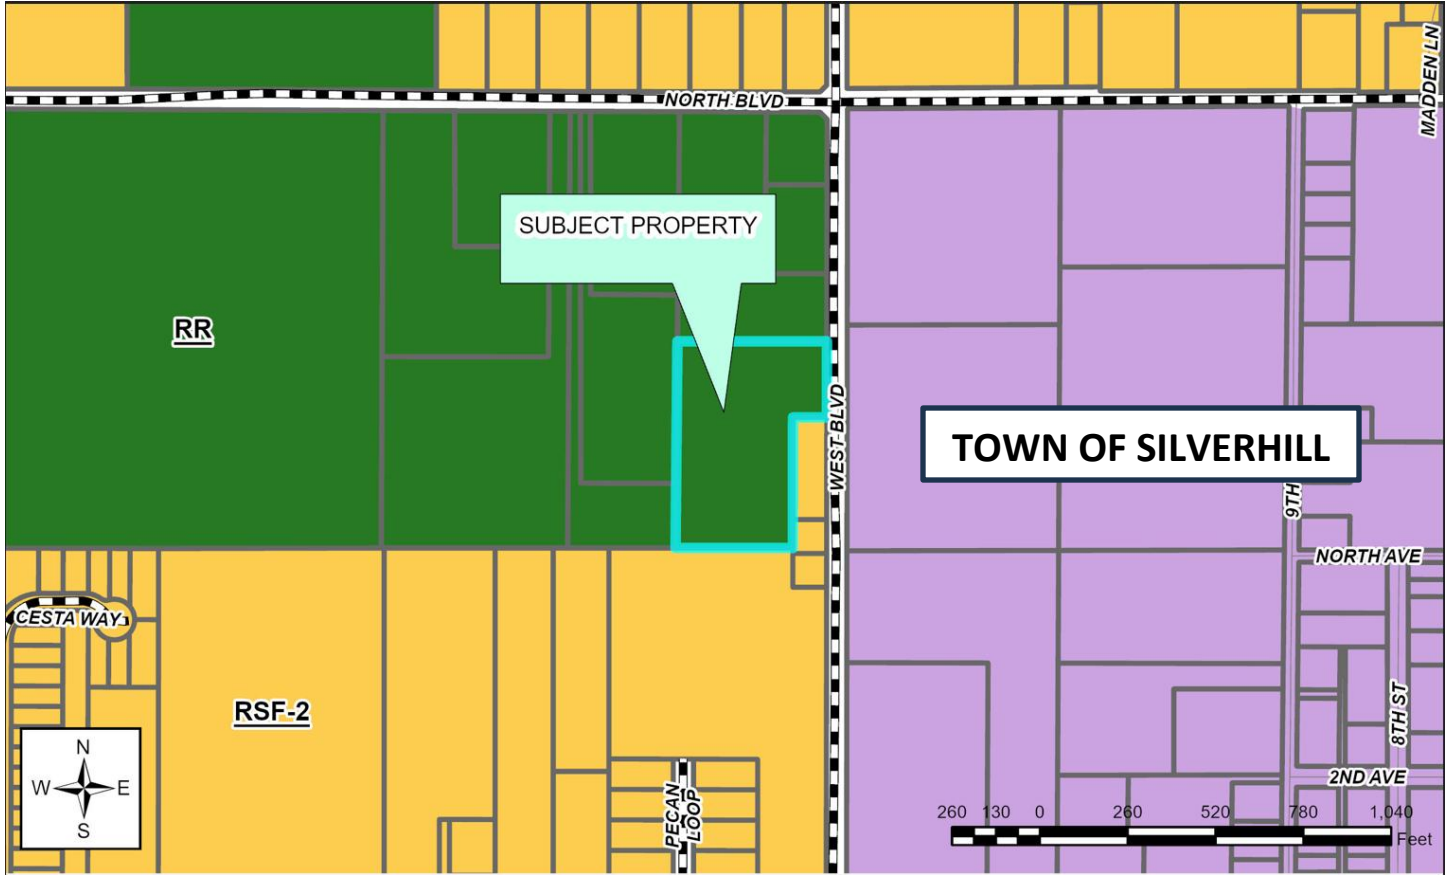 MADDEN LN
NORTH BLVD
SUBJECT PROPERTY
RR
WEST BLVD
TOWN OF SILVERHILL
9TH
NORTH AVE
CESTA WAY
RSF-2
8TH ST
N
W E
S
2ND AVE
PECAN
LOOP
260 130 0 260 520 780 1,040
Feet